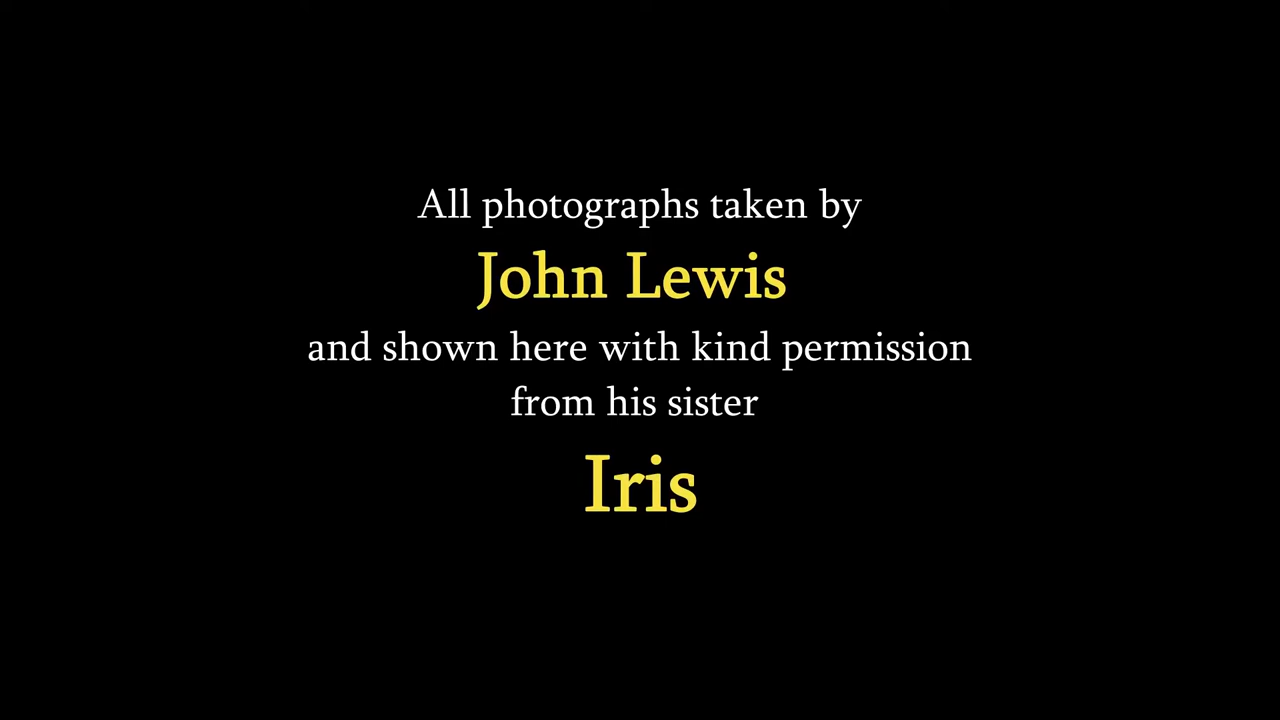 All photographs taken by
John Lewis
and shown here with kind permission
from his sister
Iris